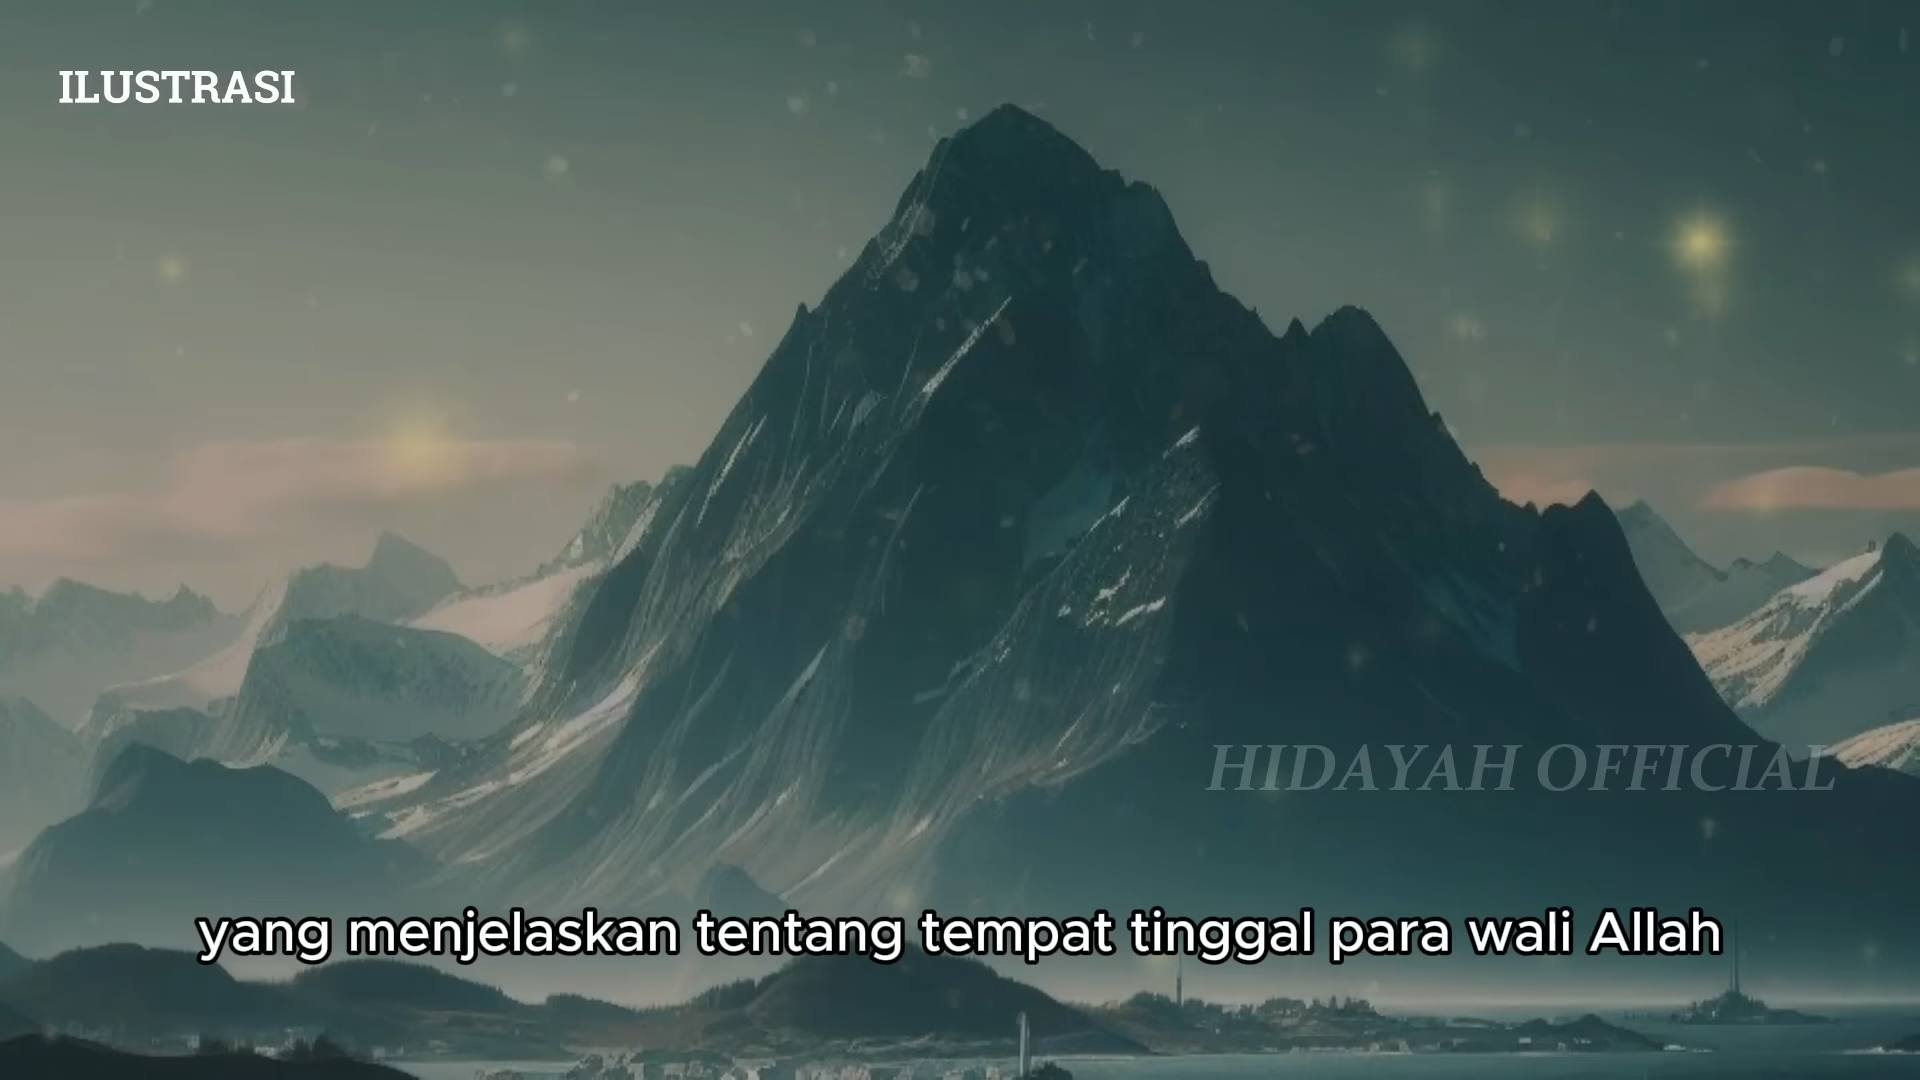 ILUSTRASI
HIDAYAH OFFICIAL
yang menjelaskan tentang tempat tinggal para wali Allah